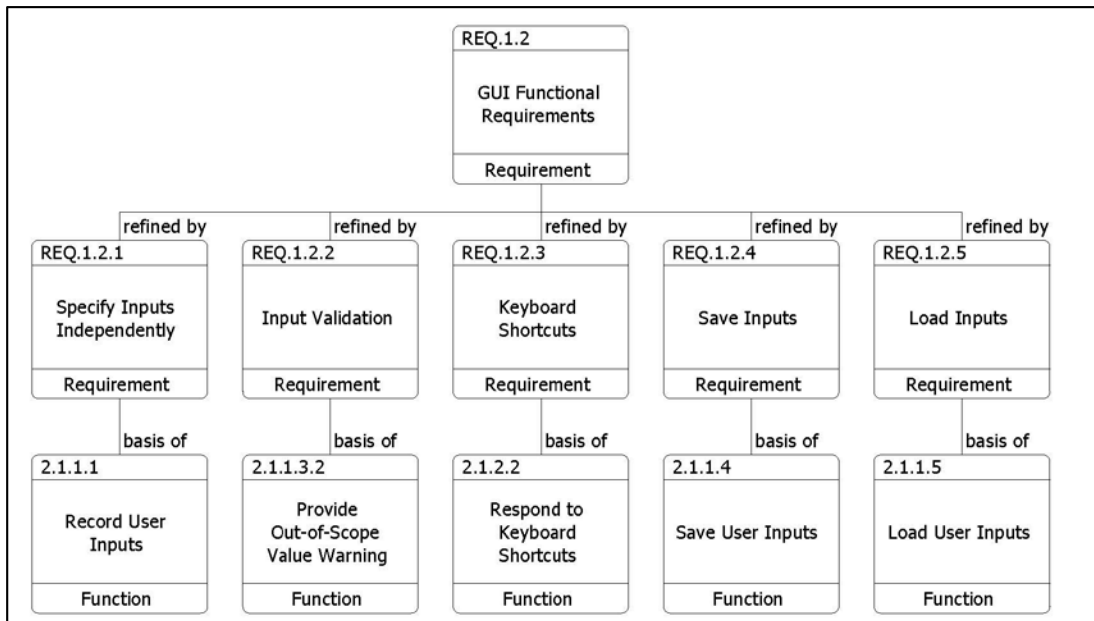 REQ.1.2
GUI Functional
Requirements
Requirement
refined by
refined by
refined by
refined by
refined by
REQ.1.2.1
Specify Inputs
Independently
Requirement
REQ.1.2.2
Input Validation
Requirement
REQ.1.2.3
Keyboard
Shortcuts
Requirement
REQ.1.2.4
Save Inputs
Requirement
REQ.1.2.5
Load Inputs
Requirement
basis of
basis of
basis of
basis of
basis of
2.1.1.1
Record User
Inputs
Function
2.1.1.3.2
Provide
Out-of-Scope
Value Warning
Function
2.1.2.2
Respond to
Keyboard
Shortcuts
Function
2.1.1.4
Save User Inputs
Function
2.1.1.5
Load User Inputs
Function